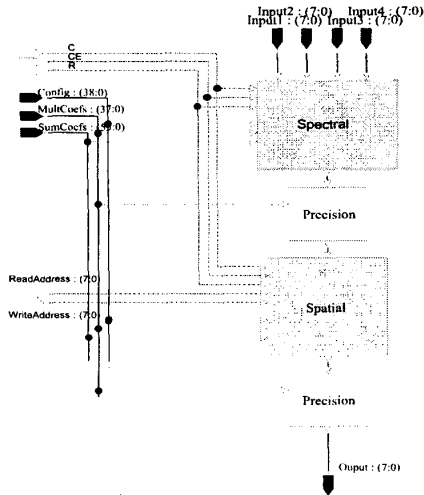 Input2 : (7:0) Input4 : (7:0)
Input1 : (7:0) Input3 : (7:0)
C
CE
R
Config : (38:0)
MultCoefs : (37:0)
SumCoefs :
Spectral
Precision
ReadAddress : (7:0)
WriteAddress : (7:0)
Spatial
Precision
Ouput : (7:0)